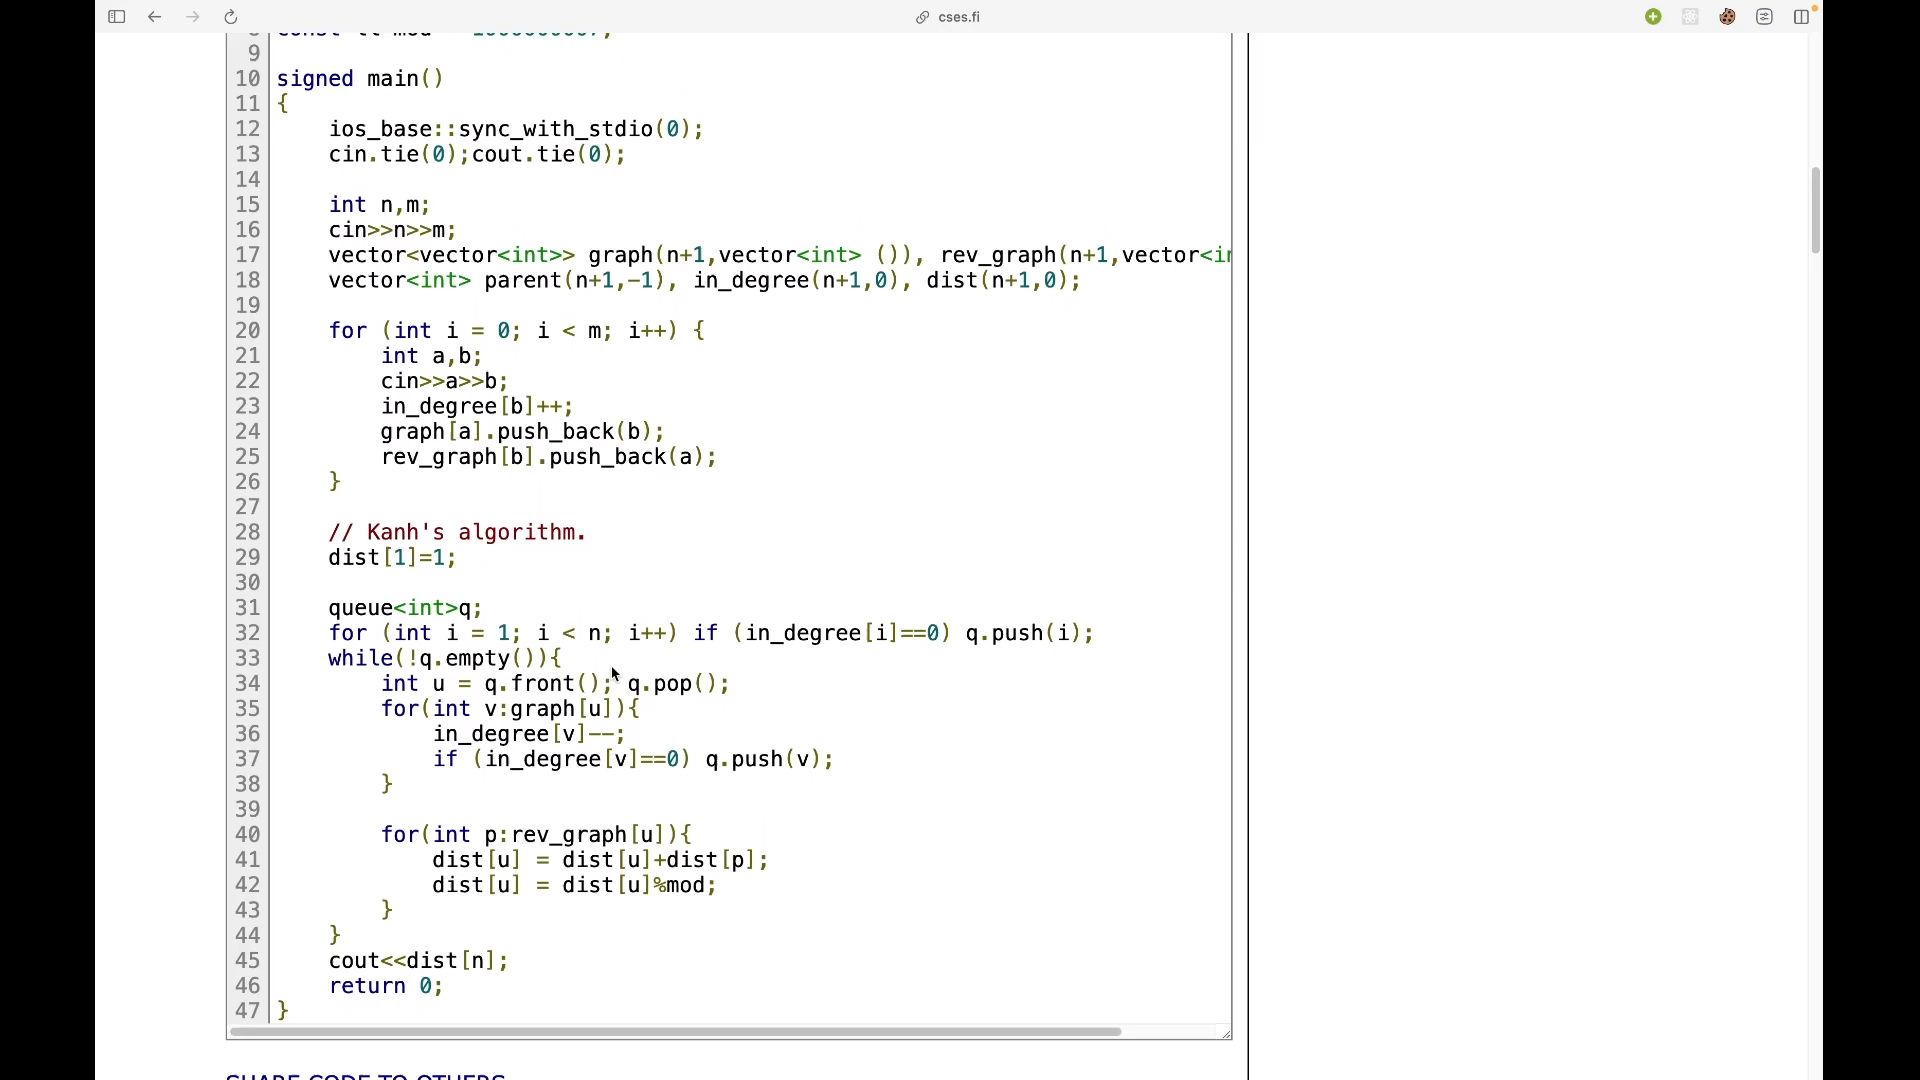 cses.fi
9
10 signed main()
11 {
12 ios_base::sync_with_stdio(0);
13 cin.tie(0);cout.tie(0);
14
15 int n,m;
16 cin>>n>>m;
17 vector<vector<int>> graph(n+1,vector<int> ()), rev_graph(n+1,vector<in
18 vector<int> parent(n+1,-1), in_degree(n+1,0), dist(n+1,0);
19
20 for (int i = 0; i < m; i++) {
21 int a,b;
22 cin>>a>>b;
23 in_degree[b]++;
24 graph[a].push_back(b);
25 rev_graph[b].push_back(a);
26 }
27
28 // Kanh's algorithm.
29 dist[1]=1;
30
31 queue<int>q;
32 for (int i = 1; i < n; i++) if (in_degree[i]==0) q.push(i);
33 while(!q.empty()){
34 int u = q.front(); q.pop();
35 for(int v:graph[u]){
36 in_degree[v]--;
37 if (in_degree[v]==0) q.push(v);
38 }
39
40 for(int p:rev_graph[u]){
41 dist[u] = dist[u]+dist[p];
42 dist[u] = dist[u]%mod;
43 }
44 }
45 cout<<dist[n];
46 return 0;
47 }
SHARE CODE TO OTHERS